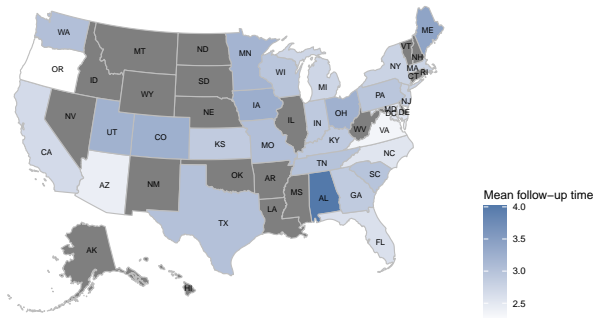 WA
ME
MT
ND
MN
VT
NH
OR
ID
SD
WI
NY
MA
CT
RI
MI
WY
IA
PA
NJ
NE
NV
IL
IN
OH
MD
DE
DC
UT
CO
WV
VA
CA
KS
MO
KY
NC
TN
AZ
NM
OK
AR
SC
MS
AL
GA
Mean follow-up time
LA
TX
4.0
FL
3.5
AK
3.0
HI
2.5